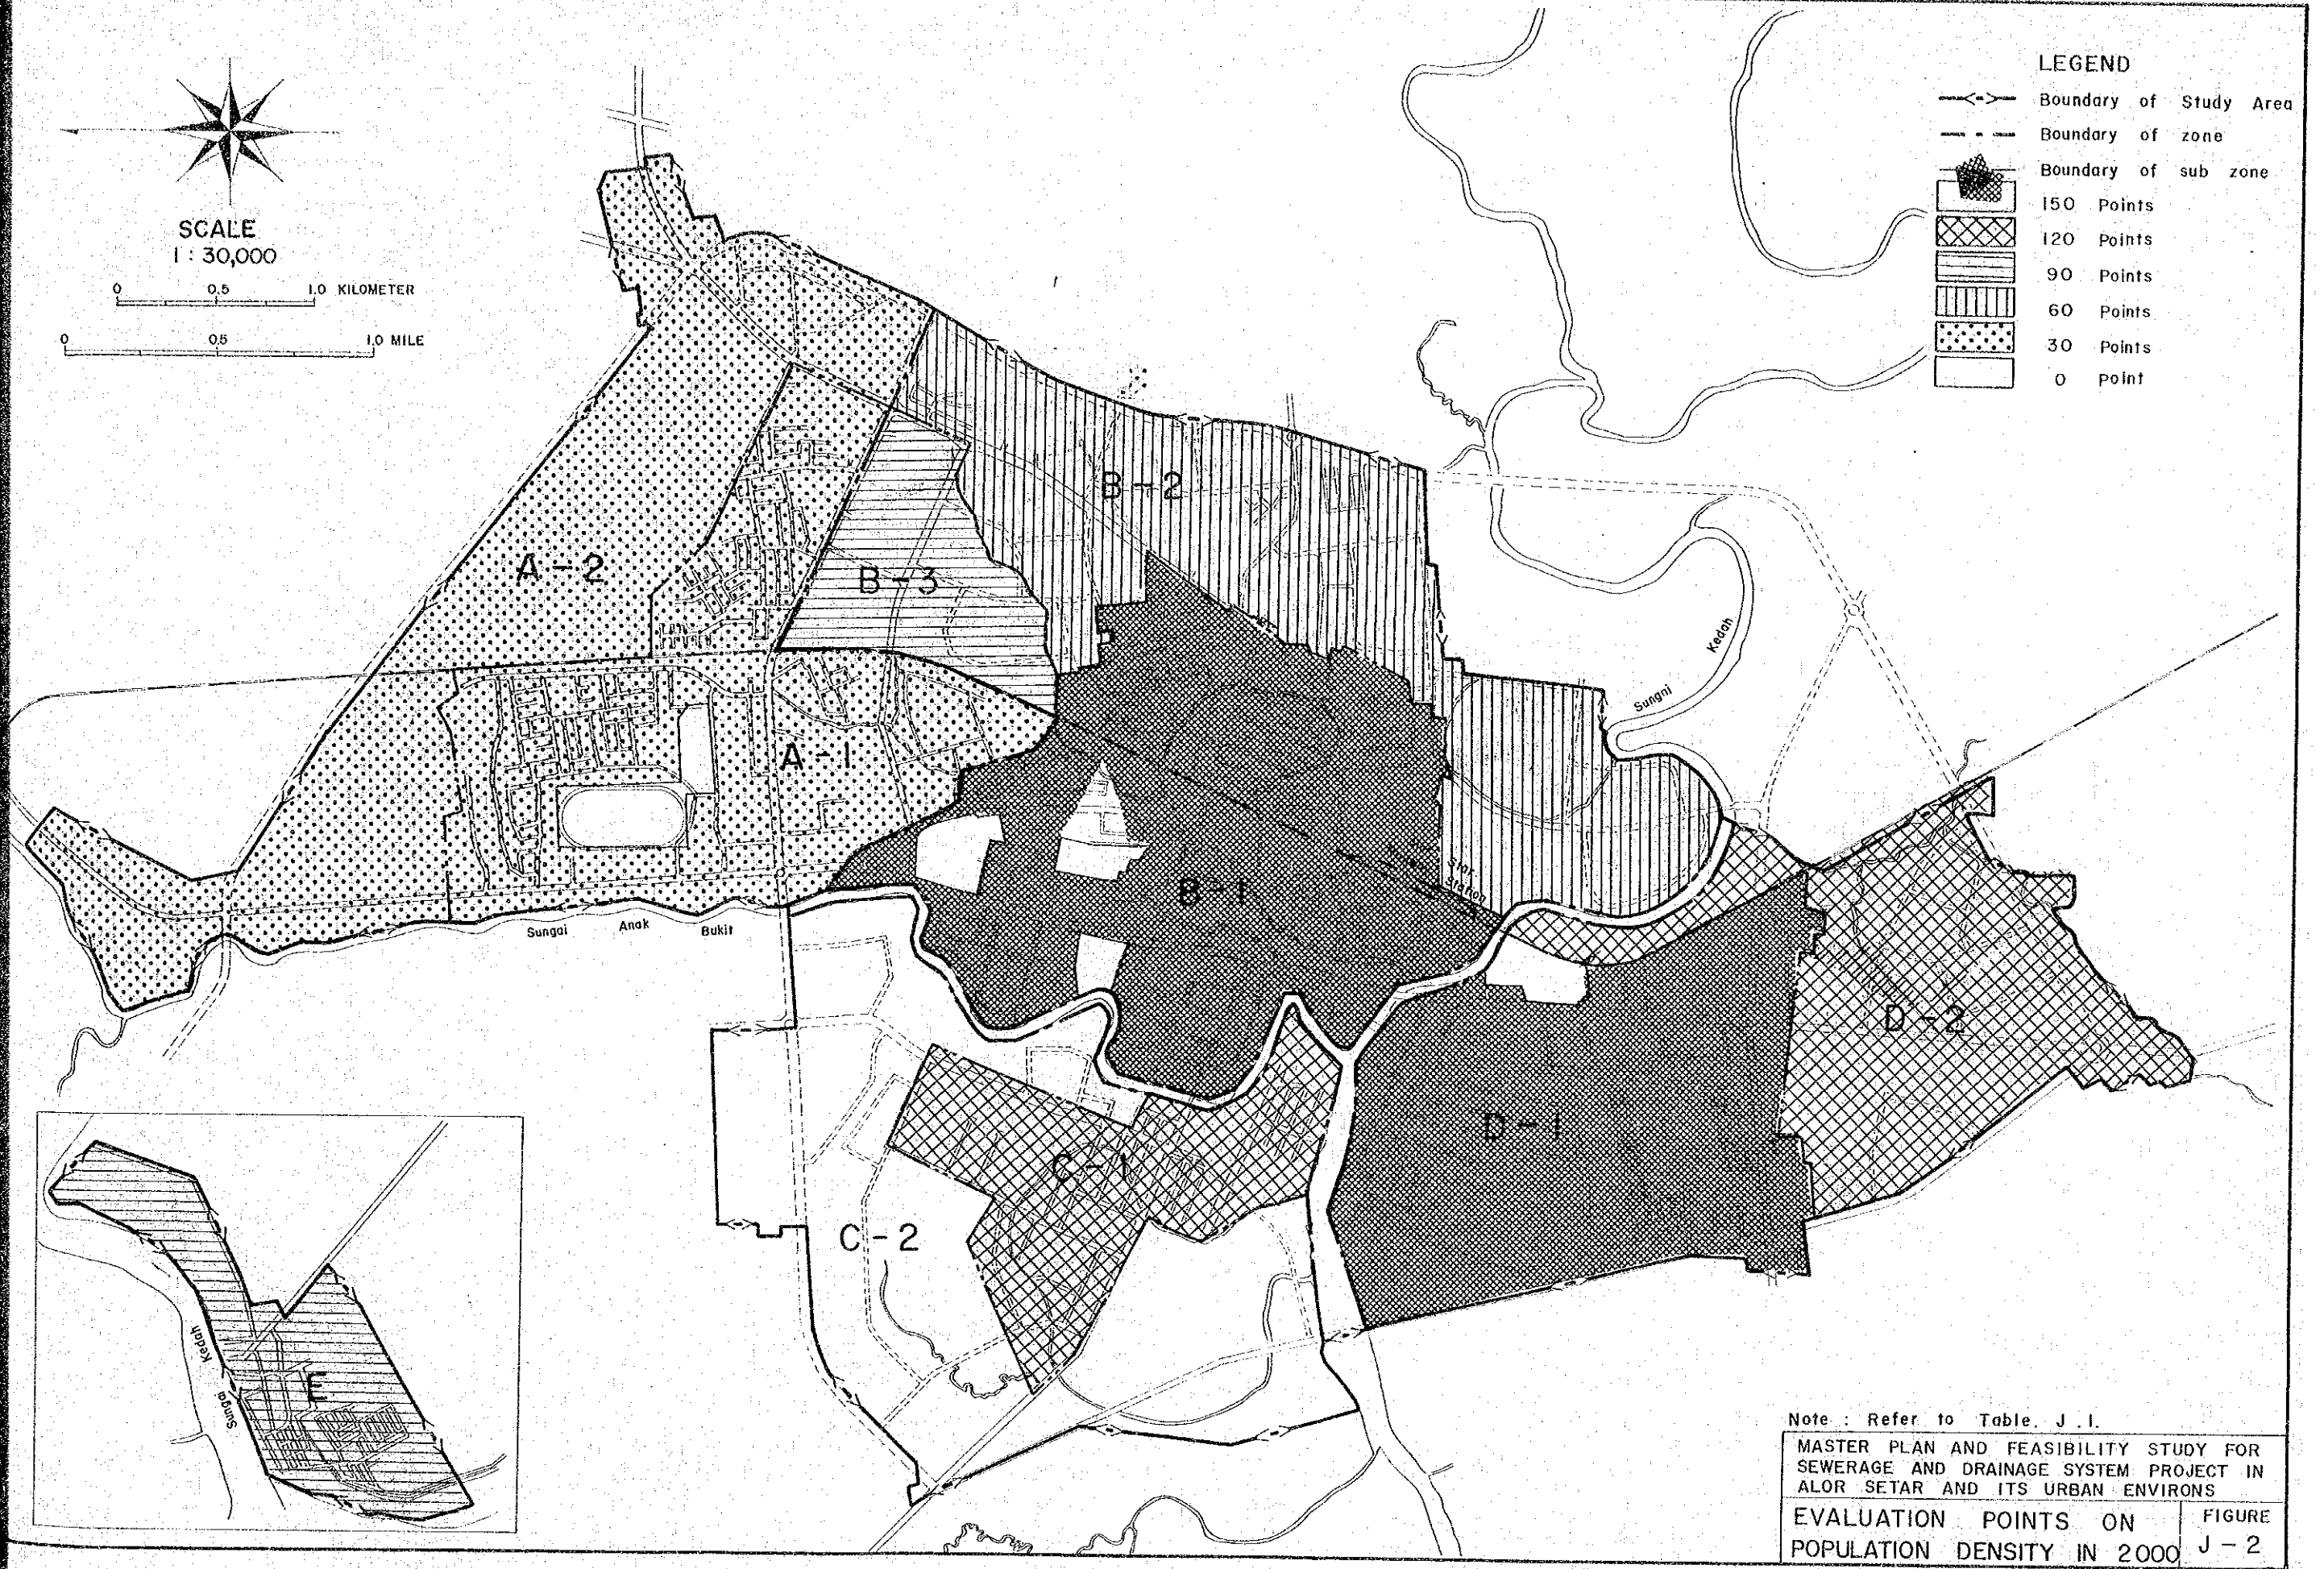 SCALE
1 : 30,000
0 0.5 1.0 KILOMETER
0 0.5 1.0 MILE
LEGEND
Boundary of Study Area
Boundary of zone
Boundary of sub zone
150 Points
120 Points
90 Points
60 Points
30 Points
0 Point
A-2
B-2
B-3
A-1
B-1
Star
Station
Sungai
Kedah
Sungai Anak Bukit
D-2
D-1
C-1
C-2
Kedah
Sungai
E
Note : Refer to Table. J.1.
MASTER PLAN AND FEASIBILITY STUDY FOR
SEWERAGE AND DRAINAGE SYSTEM PROJECT IN
ALOR SETAR AND ITS URBAN ENVIRONS
EVALUATION POINTS ON
POPULATION DENSITY IN 2000
FIGURE
J-2